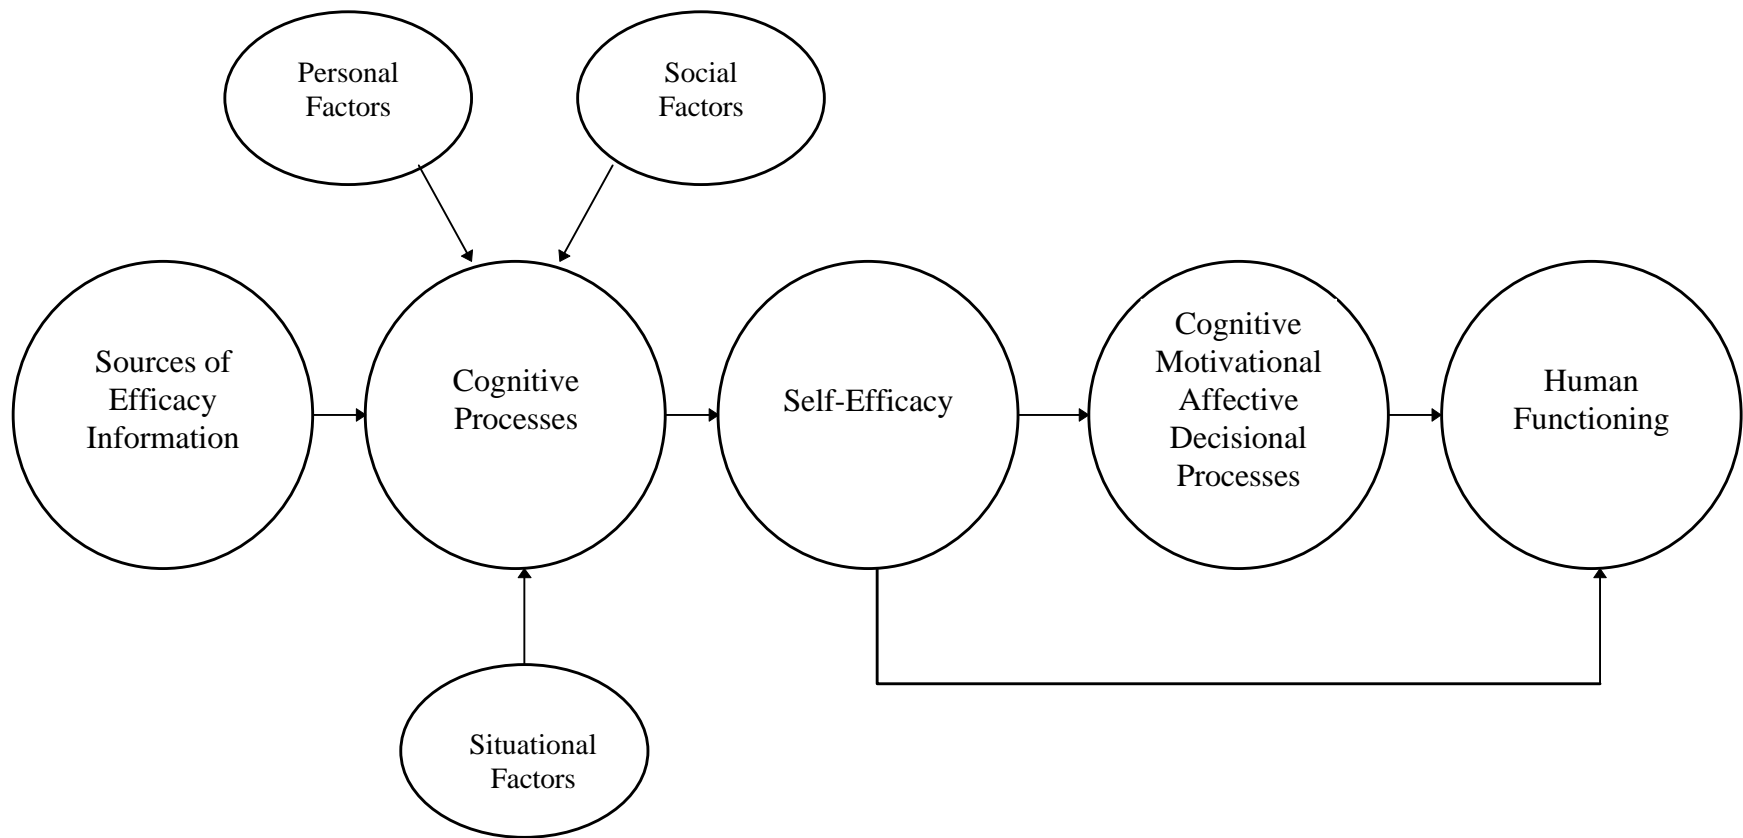 Personal
Factors
Social
Factors
Sources of
Efficacy
Information
Cognitive
Processes
Self-Efficacy
Cognitive
Motivational
Affective
Decisional
Processes
Human
Functioning
Situational
Factors